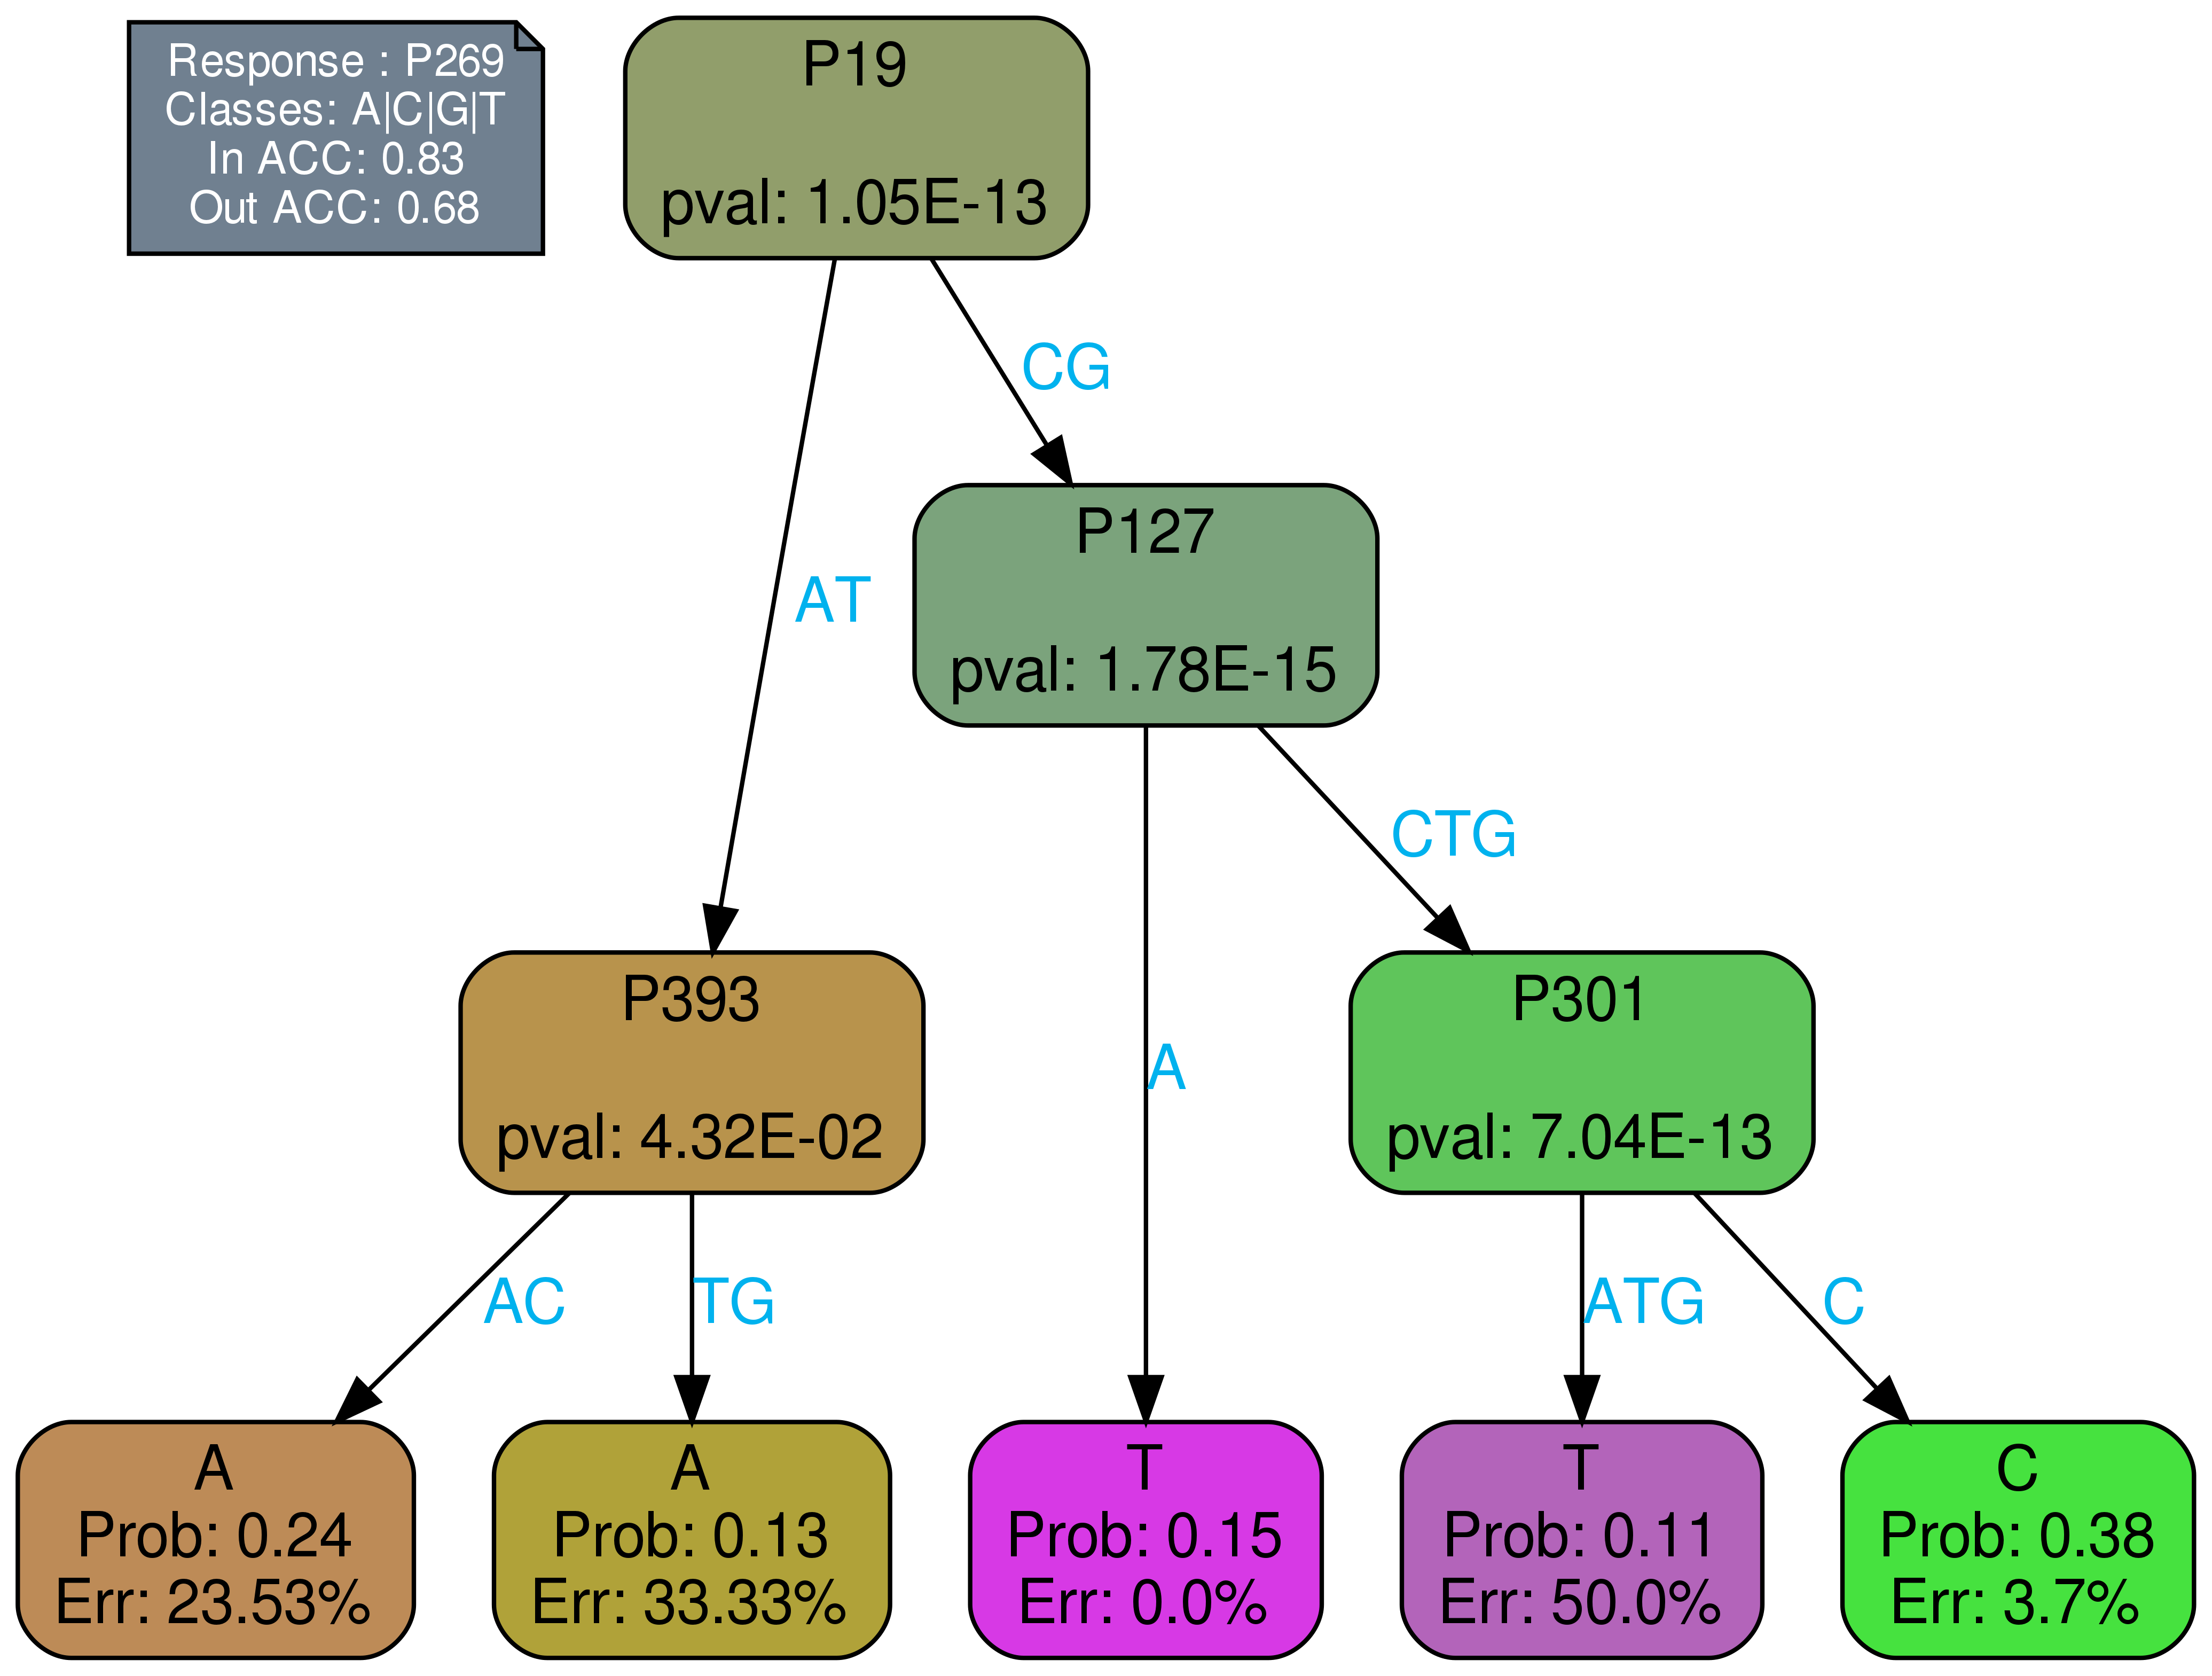 Response : P269
Classes: A|C|G|T
In ACC: 0.83
Out ACC: 0.68
P19
pval: 1.05E-13
CG
AT
P127
pval: 1.78E-15
CTG
A
P393
pval: 4.32E-02
P301
pval: 7.04E-13
AC
TG
ATG
C
A
Prob: 0.24
Err: 23.53%
A
Prob: 0.13
Err: 33.33%
T
Prob: 0.15
Err: 0.0%
T
Prob: 0.11
Err: 50.0%
C
Prob: 0.38
Err: 3.7%